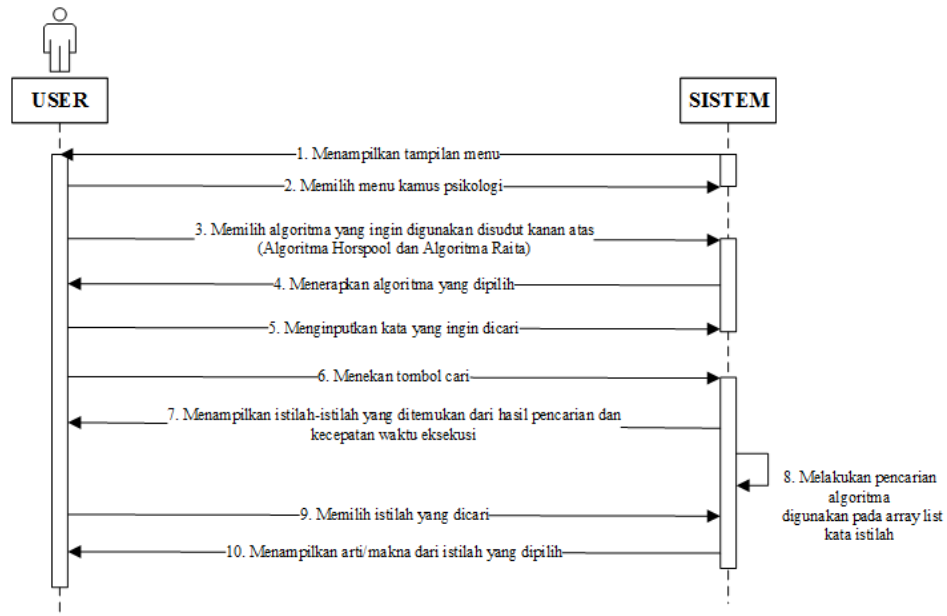 USER
SISTEM
1. Menampilkan tampilan menu
2. Memilih menu kamus psikologi
3. Memilih algoritma yang ingin digunakan disudut kanan atas
(Algoritma Horspool dan Algoritma Raita)
4. Menerapkan algoritma yang dipilih
5. Menginputkan kata yang ingin dicari
6. Menekan tombol cari
7. Menampilkan istilah-istilah yang ditemukan dari hasil pencarian dan
kecepatan waktu eksekusi
8. Melakukan pencarian
algoritma
digunakan pada array list
kata istilah
9. Memilih istilah yang dicari
10. Menampilkan arti/makna dari istilah yang dipilih